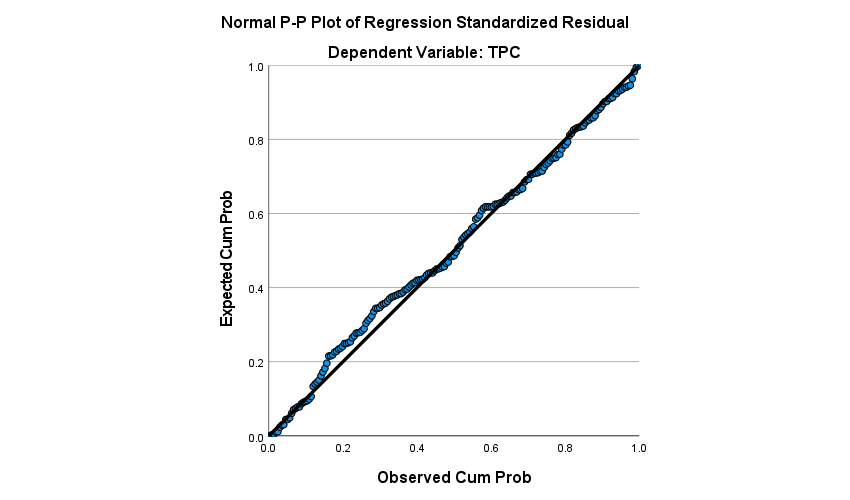 Normal P-P Plot of Regression Standardized Residual
Dependent Variable: TPC
Expected Cum Prob
1.0
0.8
0.6
0.4
0.2
0.0
0.0 0.2 0.4 0.6 0.8 1.0
Observed Cum Prob